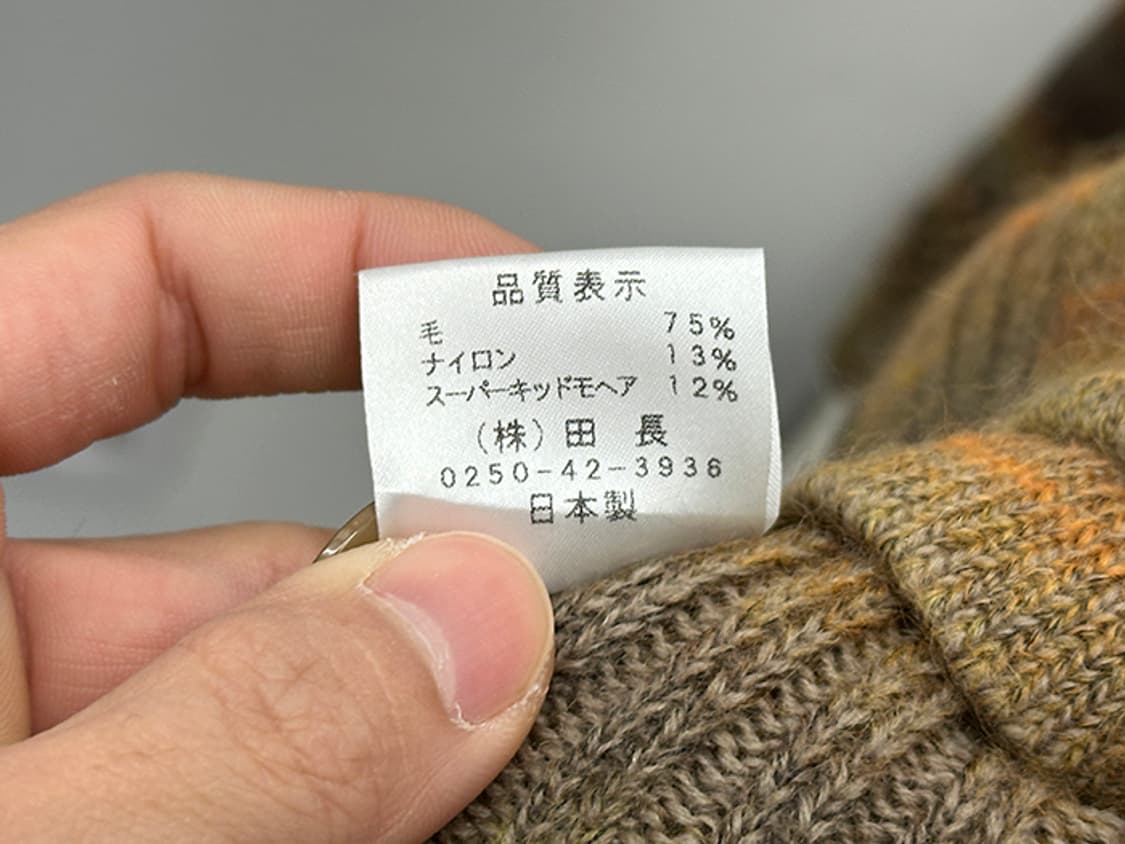 品質表示
毛 75%
ナイロン 13%
スーパーキッドモヘア 12%
(株)田 長
0250-42-3936
日本製